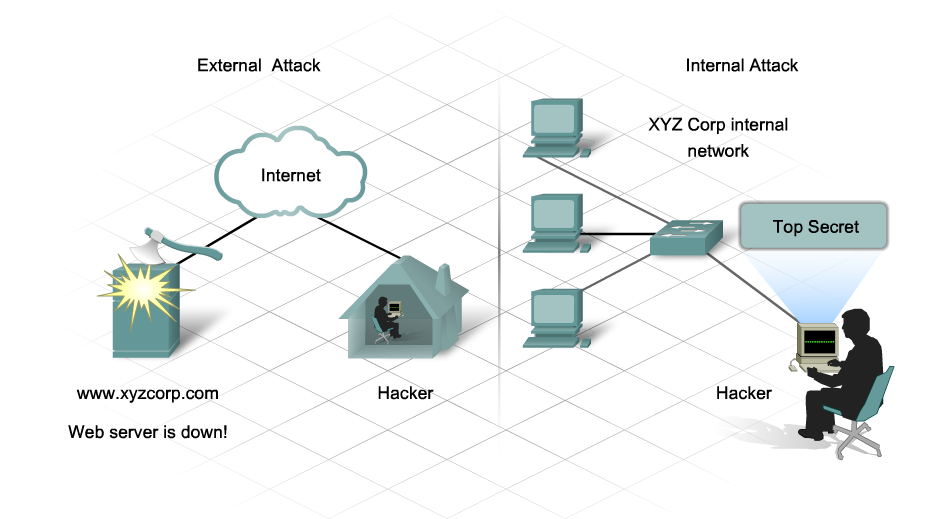 External Attack
Internet
www.xyzcorp.com
Web server is down!
Hacker
Internal Attack
XYZ Corp internal
network
Top Secret
Hacker